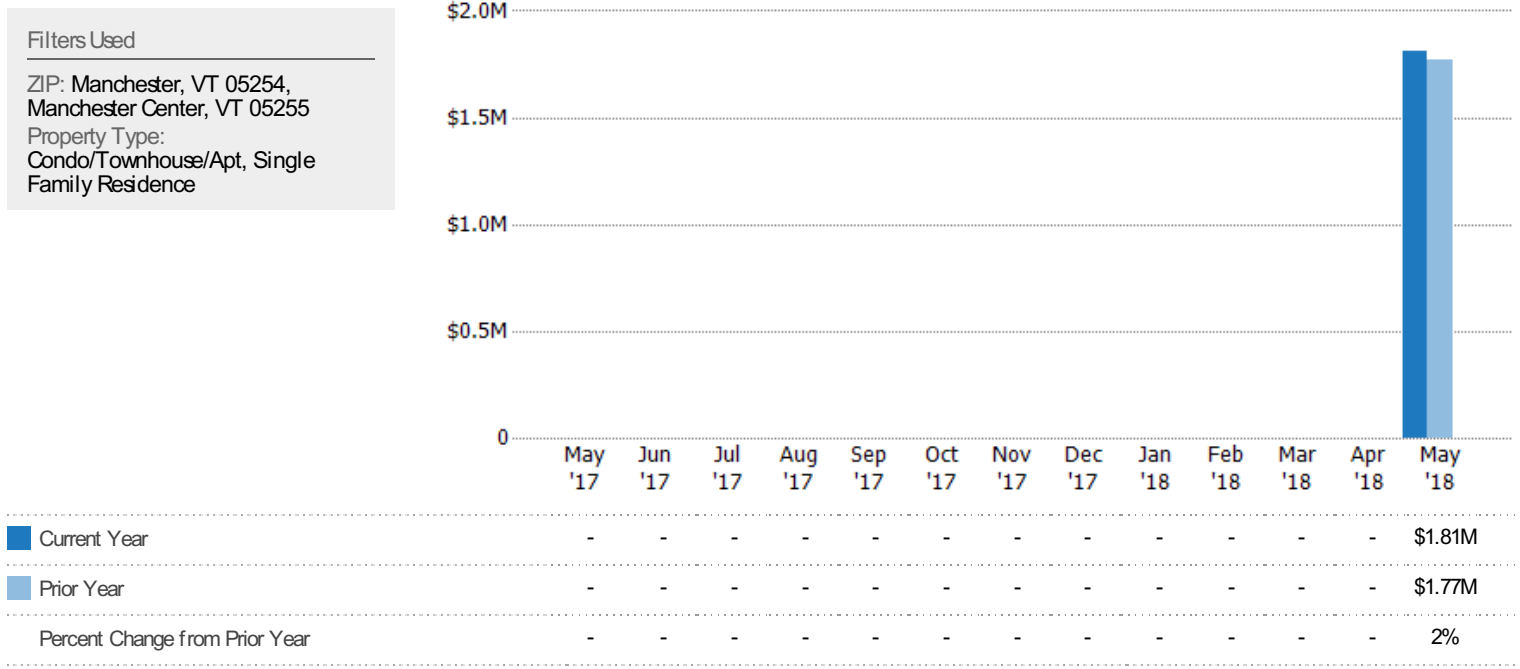 Filters Used
ZIP: Manchester, VT 05254,
Manchester Center, VT 05255
Property Type:
Condo/Townhouse/Apt, Single
Family Residence
$2.0M
$1.5M
$1.0M
$0.5M
0
May '17 Jun '17 Jul '17 Aug '17 Sep '17 Oct '17 Nov '17 Dec '17 Jan '18 Feb '18 Mar '18 Apr '18 May '18
Current Year - - - - - - - - - - - - $1.81M
Prior Year - - - - - - - - - - - - $1.77M
Percent Change from Prior Year - - - - - - - - - - - - 2%